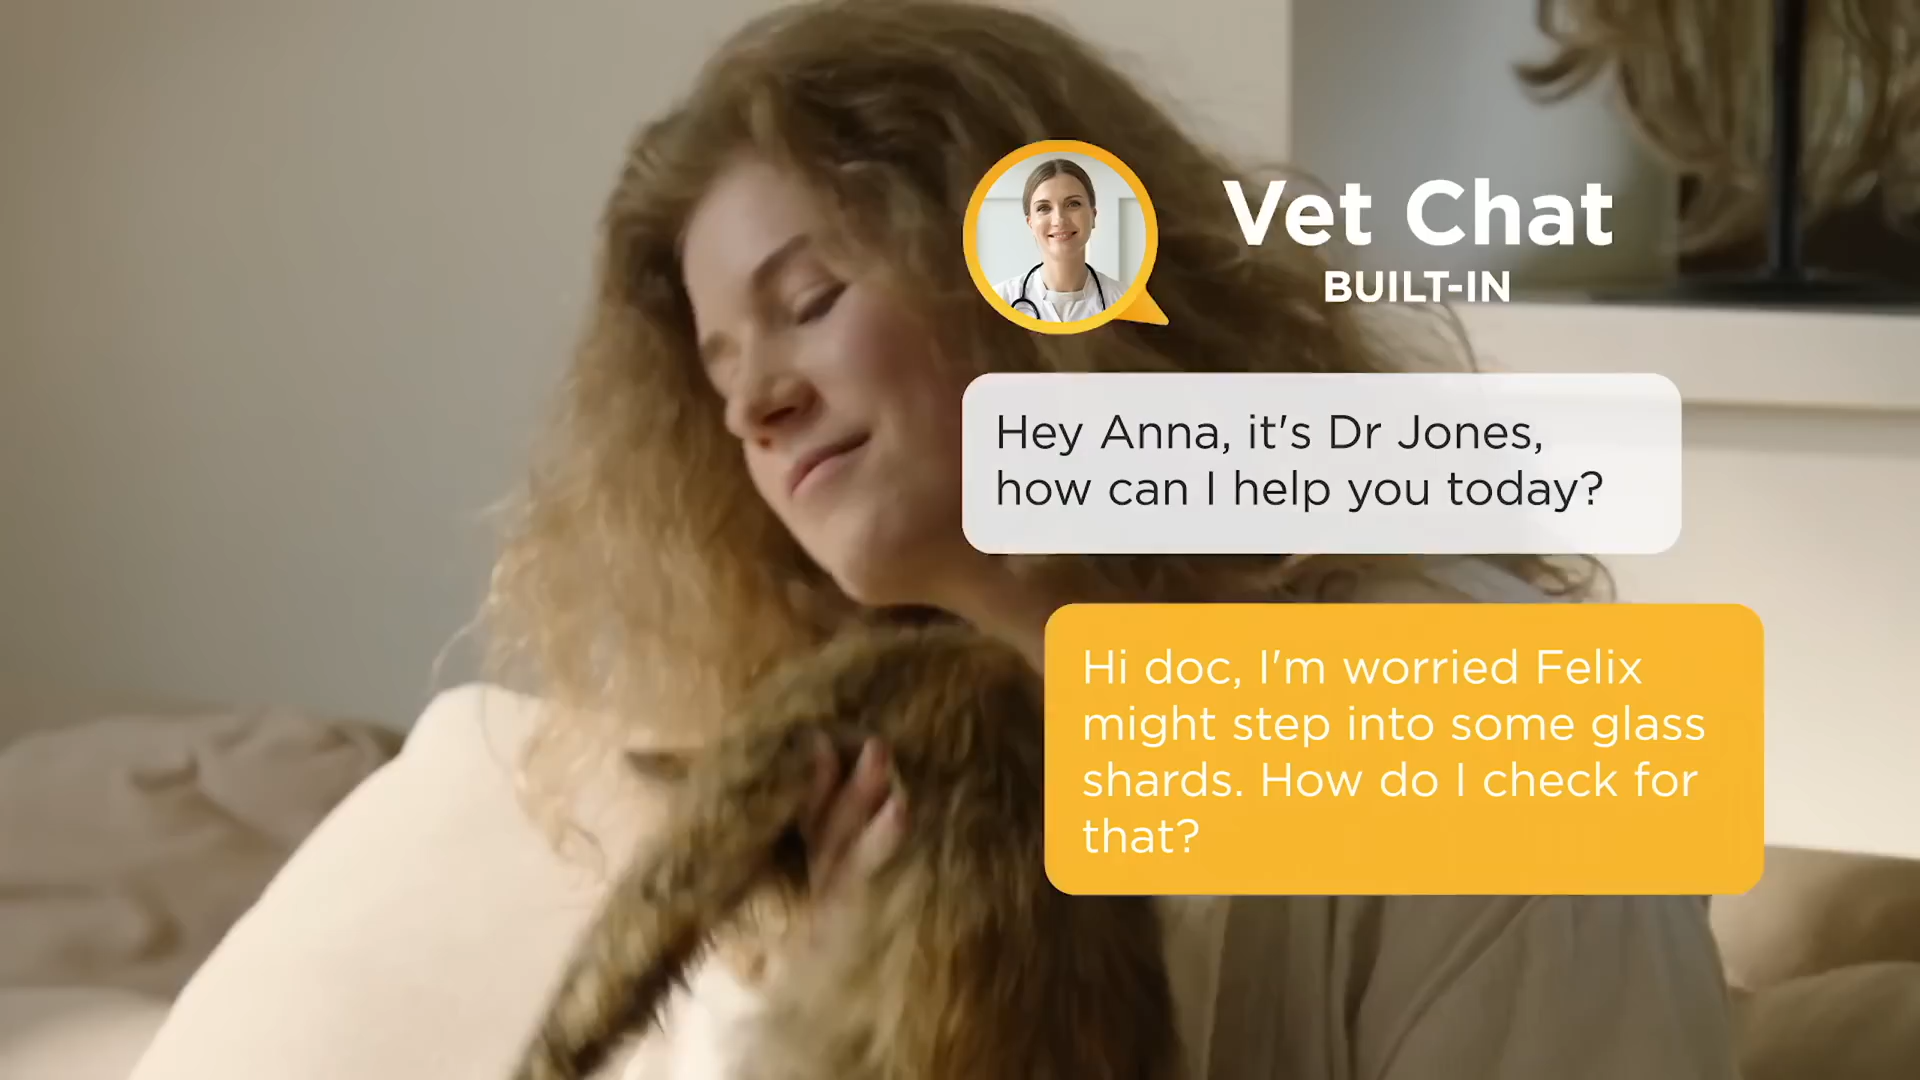 Vet Chat
BUILT-IN
Hey Anna, it's Dr Jones,
how can I help you today?
Hi doc, I'm worried Felix
might step into some glass
shards. How do I check for
that?